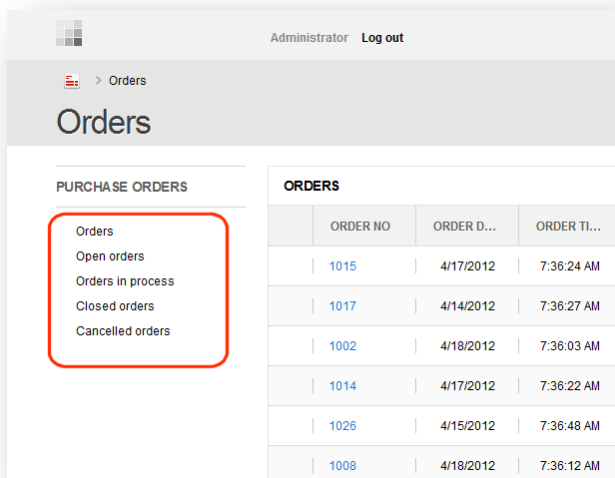 Administrator Log out
> Orders
Orders
PURCHASE ORDERS
Orders
Open orders
Orders in process
Closed orders
Cancelled orders
ORDERS
ORDER NO ORDER D... ORDER TI...
1015 4/17/2012 7:36:24 AM
1017 4/14/2012 7:36:27 AM
1002 4/18/2012 7:36:03 AM
1014 4/17/2012 7:36:22 AM
1026 4/15/2012 7:36:48 AM
1008 4/18/2012 7:36:12 AM